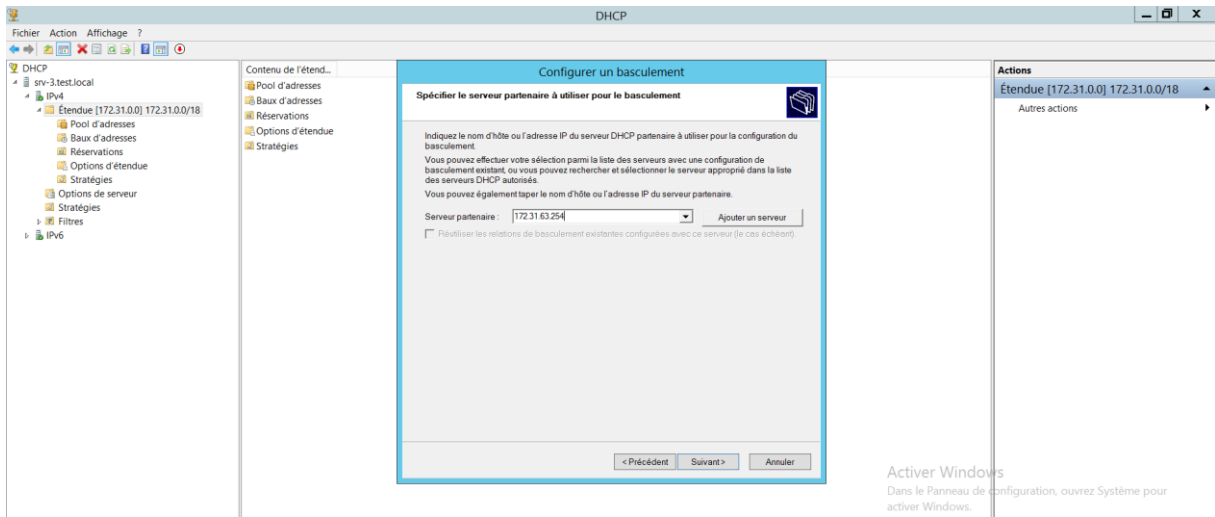 DHCP
Fichier Action Affichage ?
DHCP
srv-3.test.local
IPv4
Étendue [172.31.0.0] 172.31.0.0/18
Pool d'adresses
Baux d'adresses
Réservations
Options d'étendue
Stratégies
Options de serveur
Stratégies
Filtres
IPv6
Contenu de l'étend...
Pool d'adresses
Baux d'adresses
Réservations
Options d'étendue
Stratégies
Configurer un basculement
Spécifier le serveur partenaire à utiliser pour le basculement
Indiquez le nom d'hôte ou l'adresse IP du serveur DHCP partenaire à utiliser pour la configuration du
basculement.
Vous pouvez effectuer votre sélection parmi la liste des serveurs avec une configuration de
basculement existant, ou vous pouvez rechercher et sélectionner le serveur approprié dans la liste
des serveurs DHCP autorisés.
Vous pouvez également taper le nom d'hôte ou l'adresse IP du serveur partenaire.
Serveur partenaire : 172.31.63.254 Ajouter un serveur
Réutiliser les relations de basculement existantes configurées avec ce serveur (le cas échéant).
< Précédent Suivant > Annuler
Actions
Étendue [172.31.0.0] 172.31.0.0/18
Autres actions
Activer Windows
Dans le Panneau de configuration, ouvrez Système pour
activer Windows.